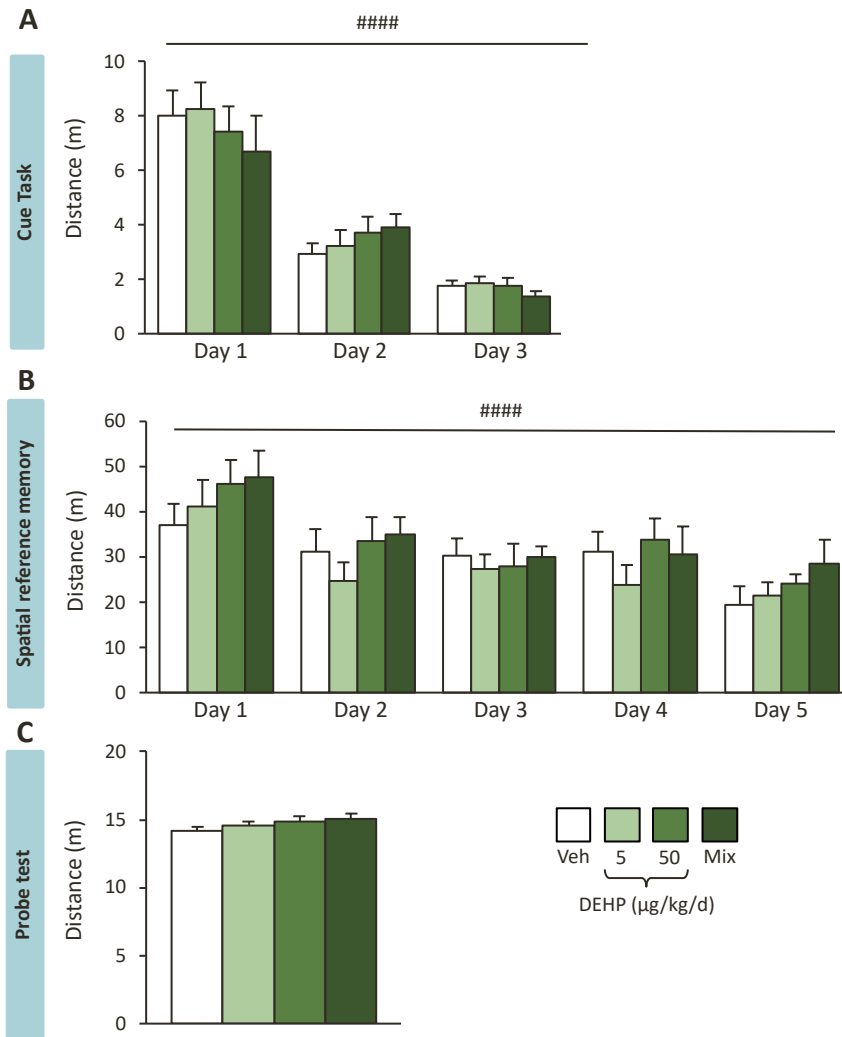 A
####
Cue Task
Distance (m)
10
8
6
4
2
0
Day 1 Day 2 Day 3
B
####
Spatial reference memory
Distance (m)
60
50
40
30
20
10
0
Day 1 Day 2 Day 3 Day 4 Day 5
C
Probe test
Distance (m)
20
15
10
5
0
Veh 5 50 Mix
DEHP (µg/kg/d)